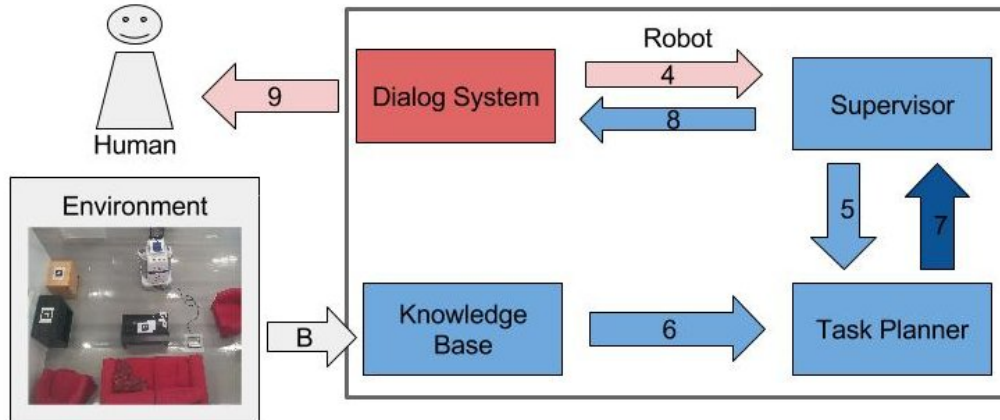 Robot
4
9
Dialog System
Supervisor
8
Human
Environment
5
7
Knowledge
Base
B
6
Task Planner